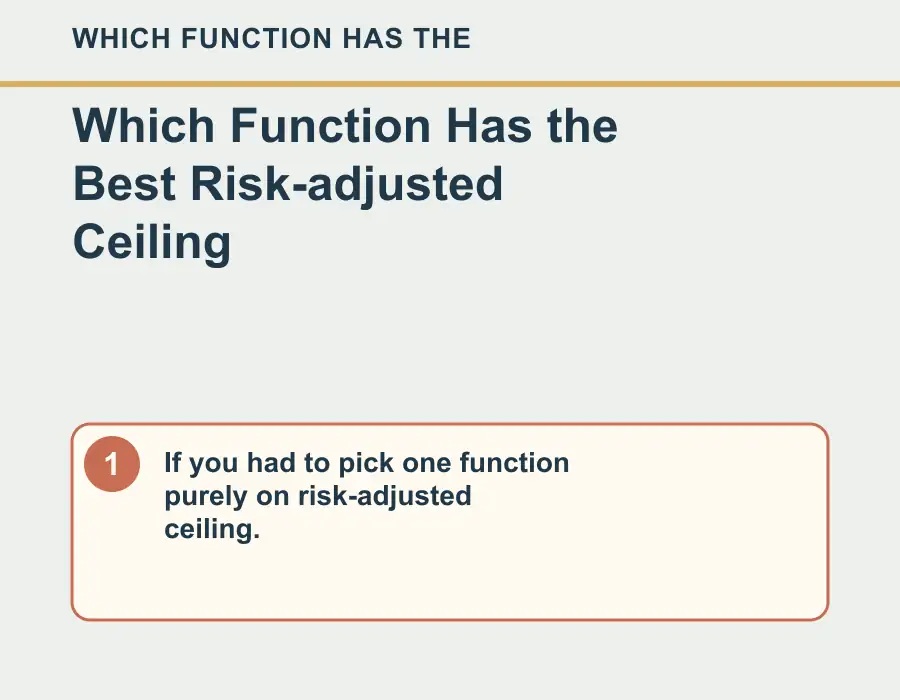 WHICH FUNCTION HAS THE
Which Function Has the
Best Risk-adjusted
Ceiling
1
If you had to pick one function
purely on risk-adjusted
ceiling.